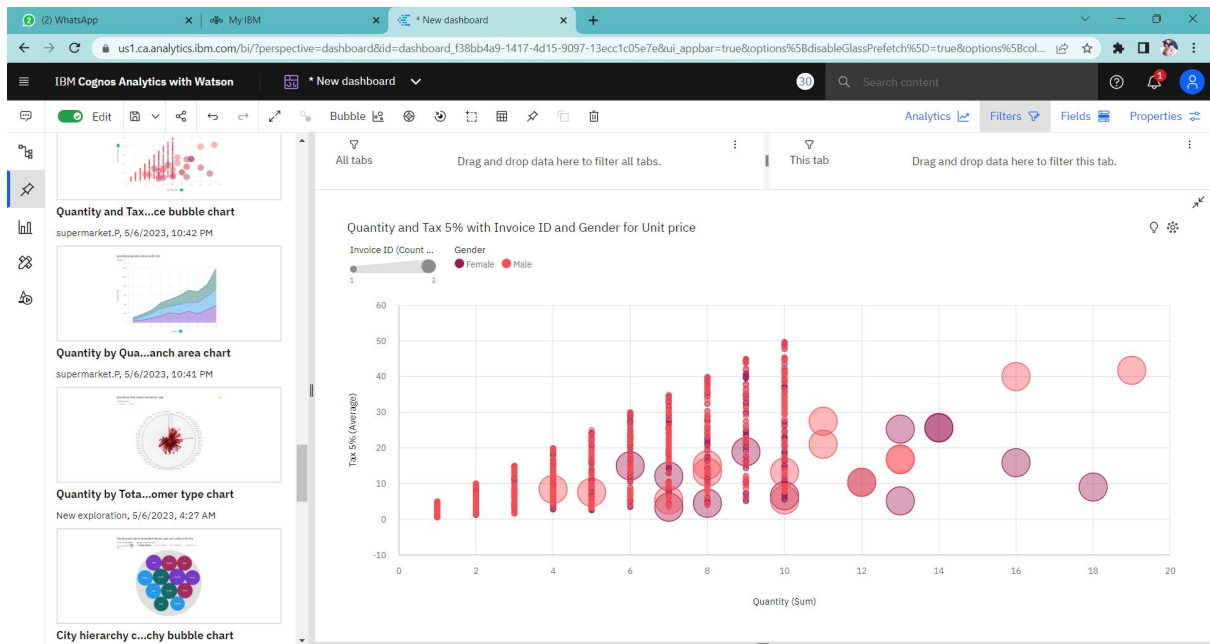 (2) WhatsApp
My IBM
* New dashboard
us1.ca.analytics.ibm.com/bi/?perspective=dashboard&id=dashboard_f38bb4a9-1417-4d15-9097-13ecc1c05e7e&ui_appbar=true&options%5BdisableGlassPrefetch%5D=true&options%5Bcol...
IBM Cognos Analytics with Watson
* New dashboard
30
Search content
1
Edit
Bubble
Analytics
Filters
Fields
Properties
All tabs
Drag and drop data here to filter all tabs.
This tab
Drag and drop data here to filter this tab.
Quantity and Tax...ce bubble chart
supermarket.P, 5/6/2023, 10:42 PM
Quantity by Qua...anch area chart
supermarket.P, 5/6/2023, 10:41 PM
Quantity by Tota...omer type chart
New exploration, 5/6/2023, 4:27 AM
City hierarchy c...chy bubble chart
Quantity and Tax 5% with Invoice ID and Gender for Unit price
Invoice ID (Count ...
Gender
1
2
Female
Male
Tax 5% (Average)
60
50
40
30
20
10
0
-10
0 2 4 6 8 10 12 14 16 18 20
Quantity (Sum)